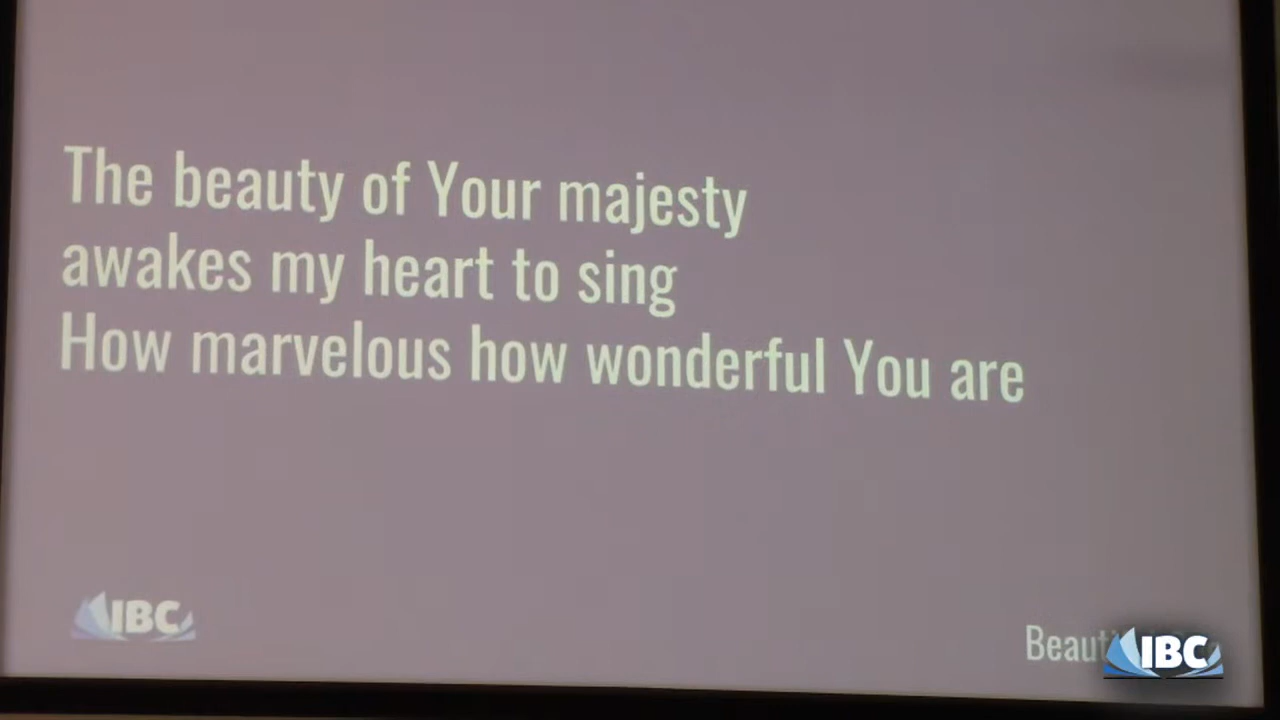 The beauty of Your majesty
awakes my heart to sing
How marvelous how wonderful You are
IBC
IBC